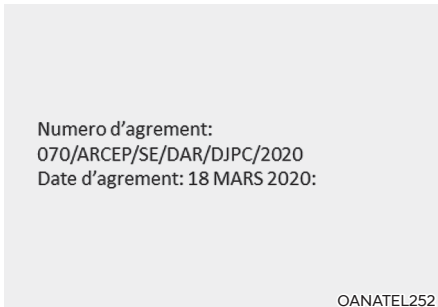 Numero d’agrement:
070/ARCEP/SE/DAR/DJPC/2020
Date d’agrement: 18 MARS 2020:
OANATEL252